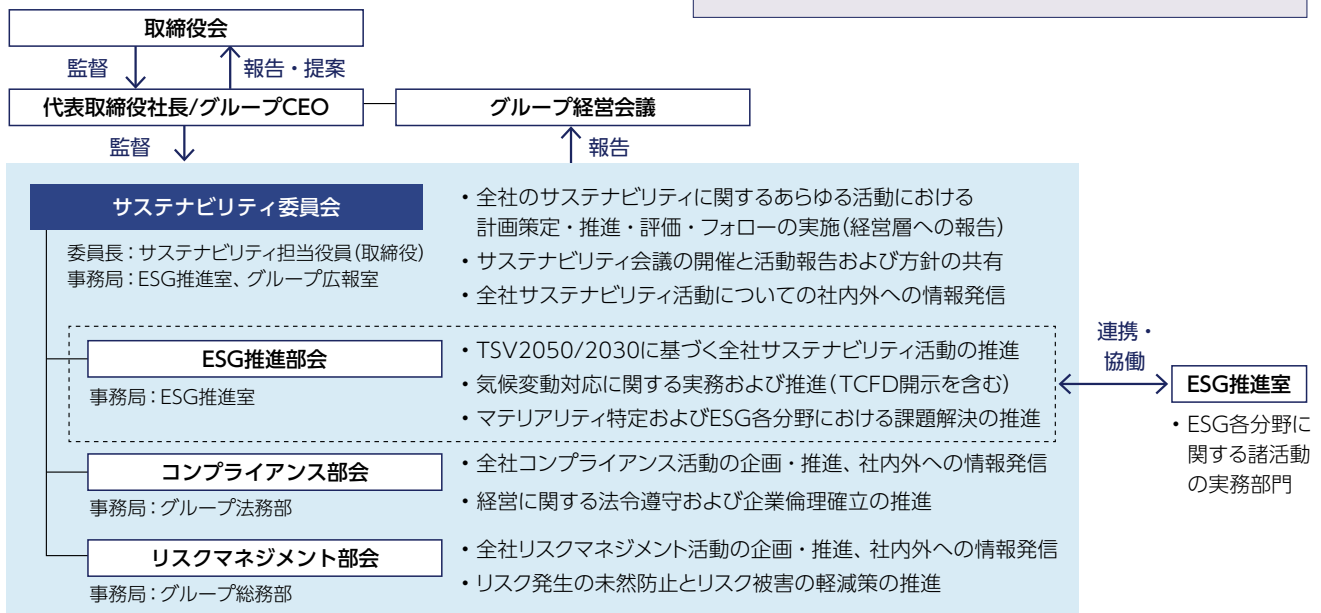 取締役会
監督
報告・提案
代表取締役社長/グループCEO
グループ経営会議
監督
報告
サステナビリティ委員会
委員長：サステナビリティ担当役員（取締役）
事務局：ESG推進室、グループ広報室
・全社のサステナビリティに関するあらゆる活動における
計画策定・推進・評価・フォローの実施（経営層への報告）
・サステナビリティ会議の開催と活動報告および方針の共有
・全社サステナビリティ活動についての社内外への情報発信
ESG推進部会
事務局：ESG推進室
・TSV2050/2030に基づく全社サステナビリティ活動の推進
・気候変動対応に関する実務および推進（TCFD開示を含む）
・マテリアリティ特定およびESG各分野における課題解決の推進
連携・
協働
ESG推進室
・ESG各分野に
関する諸活動
の実務部門
コンプライアンス部会
事務局：グループ法務部
・全社コンプライアンス活動の企画・推進、社内外への情報発信
・経営に関する法令遵守および企業倫理確立の推進
リスクマネジメント部会
事務局：グループ総務部
・全社リスクマネジメント活動の企画・推進、社内外への情報発信
・リスク発生の未然防止とリスク被害の軽減策の推進